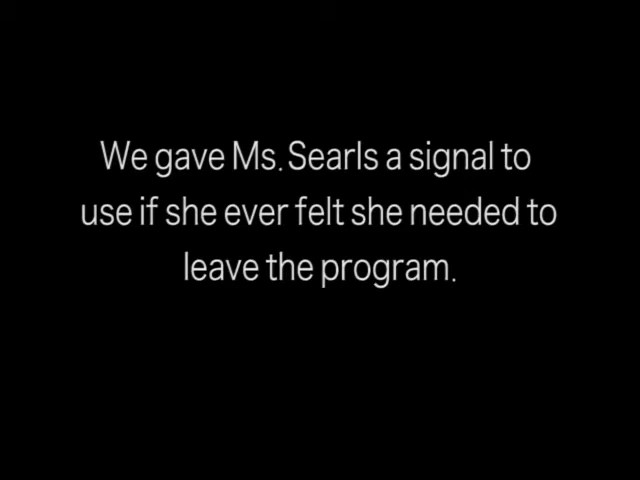 We gave Ms. Searls a signal to
use if she ever felt she needed to
leave the program.